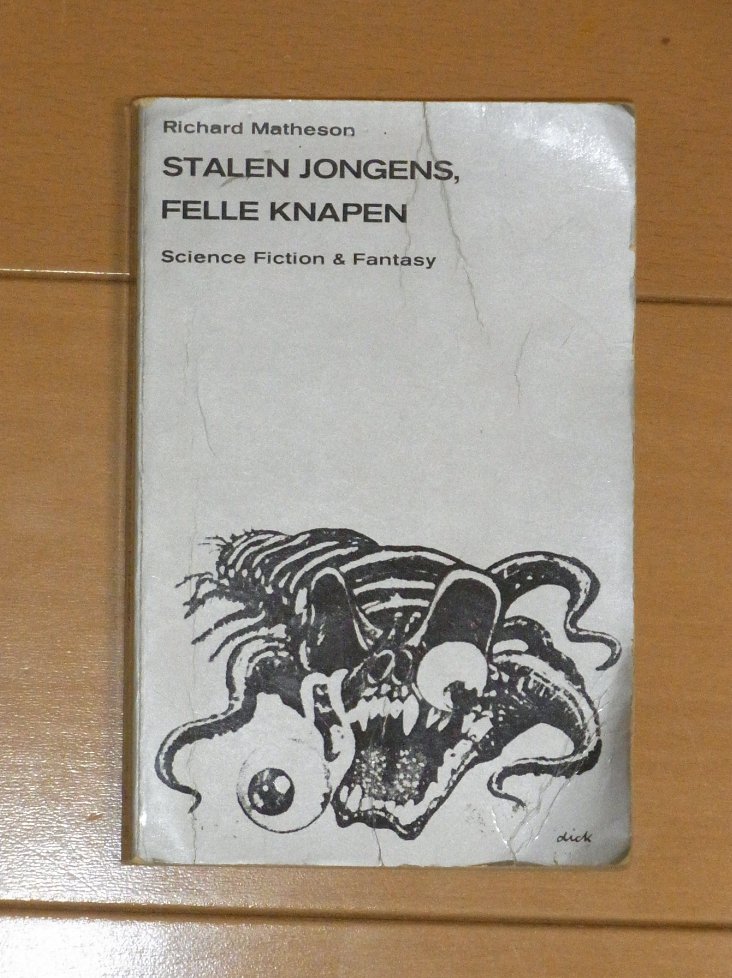 Richard Matheson
STALEN JONGENS,
FELLE KNAPEN
Science Fiction & Fantasy
dick